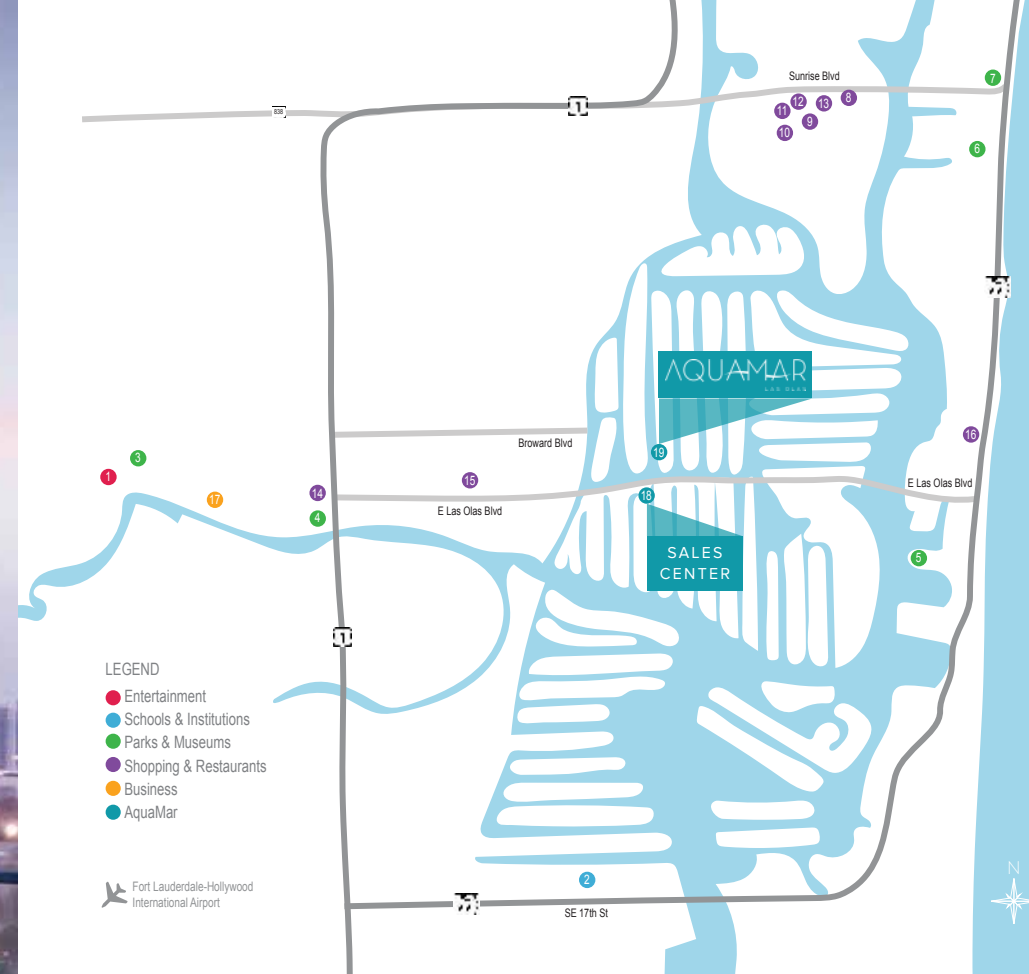 Sunrise Blvd
7
838
1
12
13
8
11
9
10
6
AQUAMAR
LAS OLAS
Broward Blvd
16
19
3
1
15
E Las Olas Blvd
14
17
18
E Las Olas Blvd
4
SALES
CENTER
5
1
LEGEND
Entertainment
Schools & Institutions
Parks & Museums
Shopping & Restaurants
Business
AquaMar
Fort Lauderdale-Hollywood
International Airport
2
SE 17th St
N